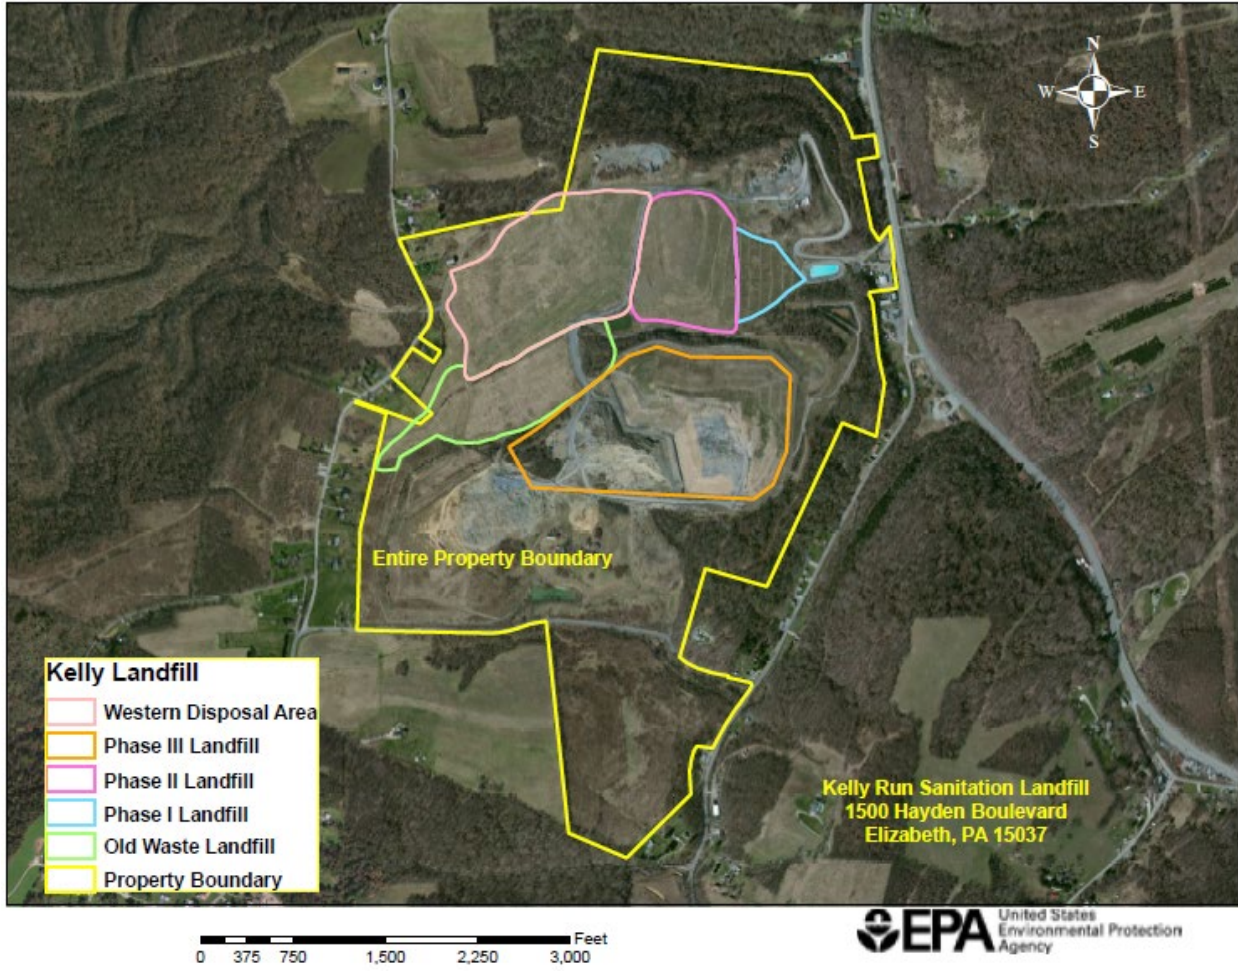 N
W E
S
Entire Property Boundary
Kelly Landfill
Western Disposal Area
Phase III Landfill
Phase II Landfill
Phase I Landfill
Old Waste Landfill
Property Boundary
Kelly Run Sanitation Landfill
1500 Hayden Boulevard
Elizabeth, PA 15037
Feet
0 375 750 1,500 2,250 3,000
EPA
United States
Environmental Protection
Agency